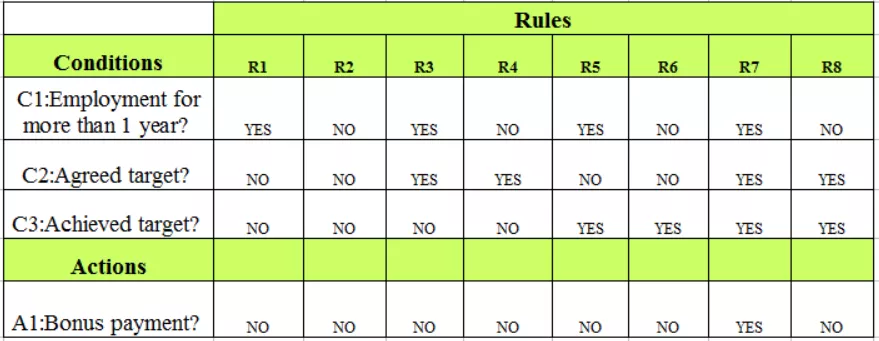 Rules
Conditions R1 R2 R3 R4 R5 R6 R7 R8
C1:Employment for
more than 1 year? YES NO YES NO YES NO YES NO
C2:Agreed target? NO NO YES YES NO NO YES YES
C3:Achieved target? NO NO NO NO YES YES YES YES
Actions
A1:Bonus payment? NO NO NO NO NO NO YES NO